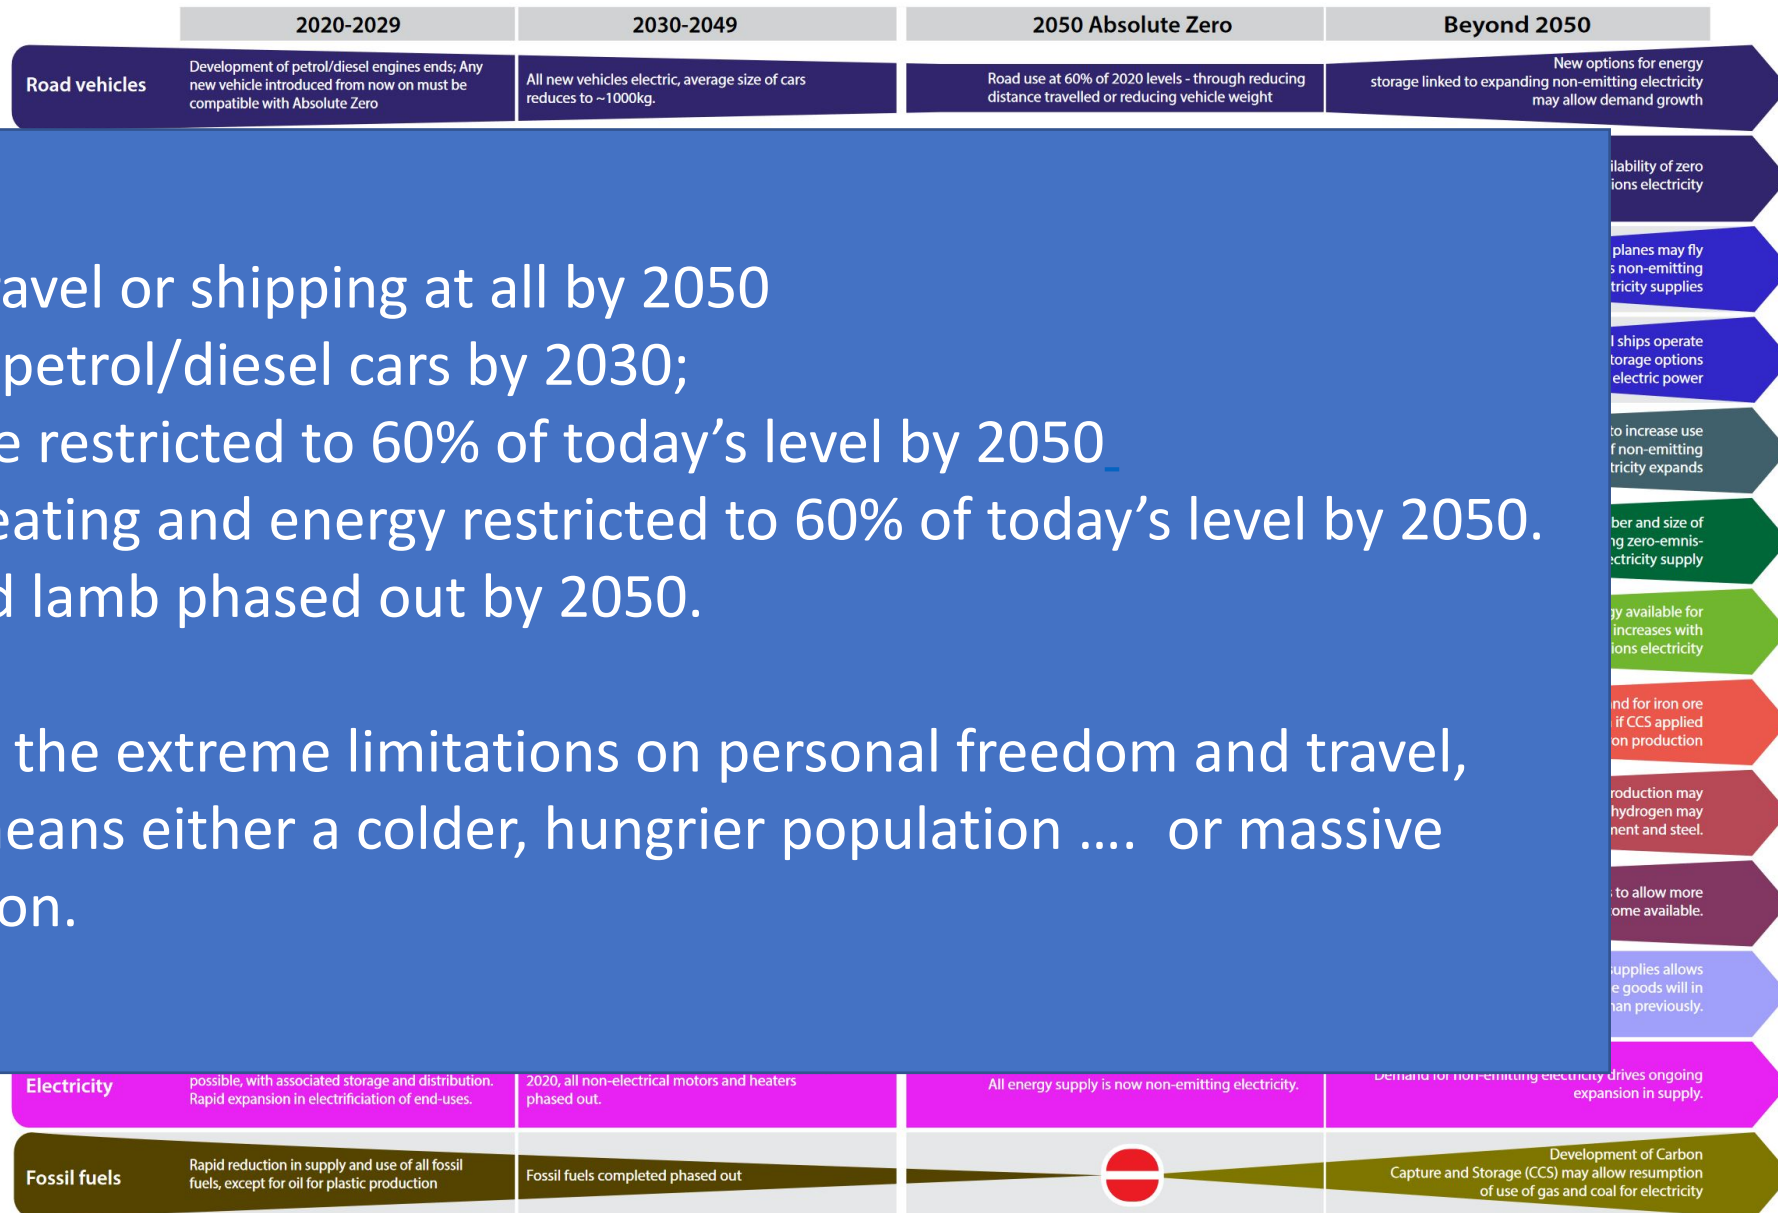 2020-2029
2030-2049
2050 Absolute Zero
Beyond 2050
Road vehicles
Development of petrol/diesel engines ends; Any
new vehicle introduced from now on must be
compatible with Absolute Zero
All new vehicles electric, average size of cars
reduces to ~1000kg.
Road use at 60% of 2020 levels - through reducing
distance travelled or reducing vehicle weight
New options for energy
storage linked to expanding non-emitting electricity
may allow demand growth
avel or shipping at all by 2050
petrol/diesel cars by 2030;
e restricted to 60% of today’s level by 2050
eating and energy restricted to 60% of today’s level by 2050.
d lamb phased out by 2050.
the extreme limitations on personal freedom and travel,
neans either a colder, hungrier population .... or massive
on.
ilability of zero
ions electricity
planes may fly
s non-emitting
tricity supplies
l ships operate
torage options
electric power
to increase use
f non-emitting
tricity expands
ber and size of
ng zero-emnis-
ectricity supply
gy available for
increases with
ions electricity
nd for iron ore
if CCS applied
on production
roduction may
hydrogen may
ment and steel.
to allow more
ome available.
supplies allows
e goods will in
han previously.
Electricity
possible, with associated storage and distribution.
Rapid expansion in electrificiation of end-uses.
2020, all non-electrical motors and heaters
phased out.
All energy supply is now non-emitting electricity.
Demand for non-emitting electricity drives ongoing
expansion in supply.
Fossil fuels
Rapid reduction in supply and use of all fossil
fuels, except for oil for plastic production
Fossil fuels completed phased out
Development of Carbon
Capture and Storage (CCS) may allow resumption
of use of gas and coal for electricity